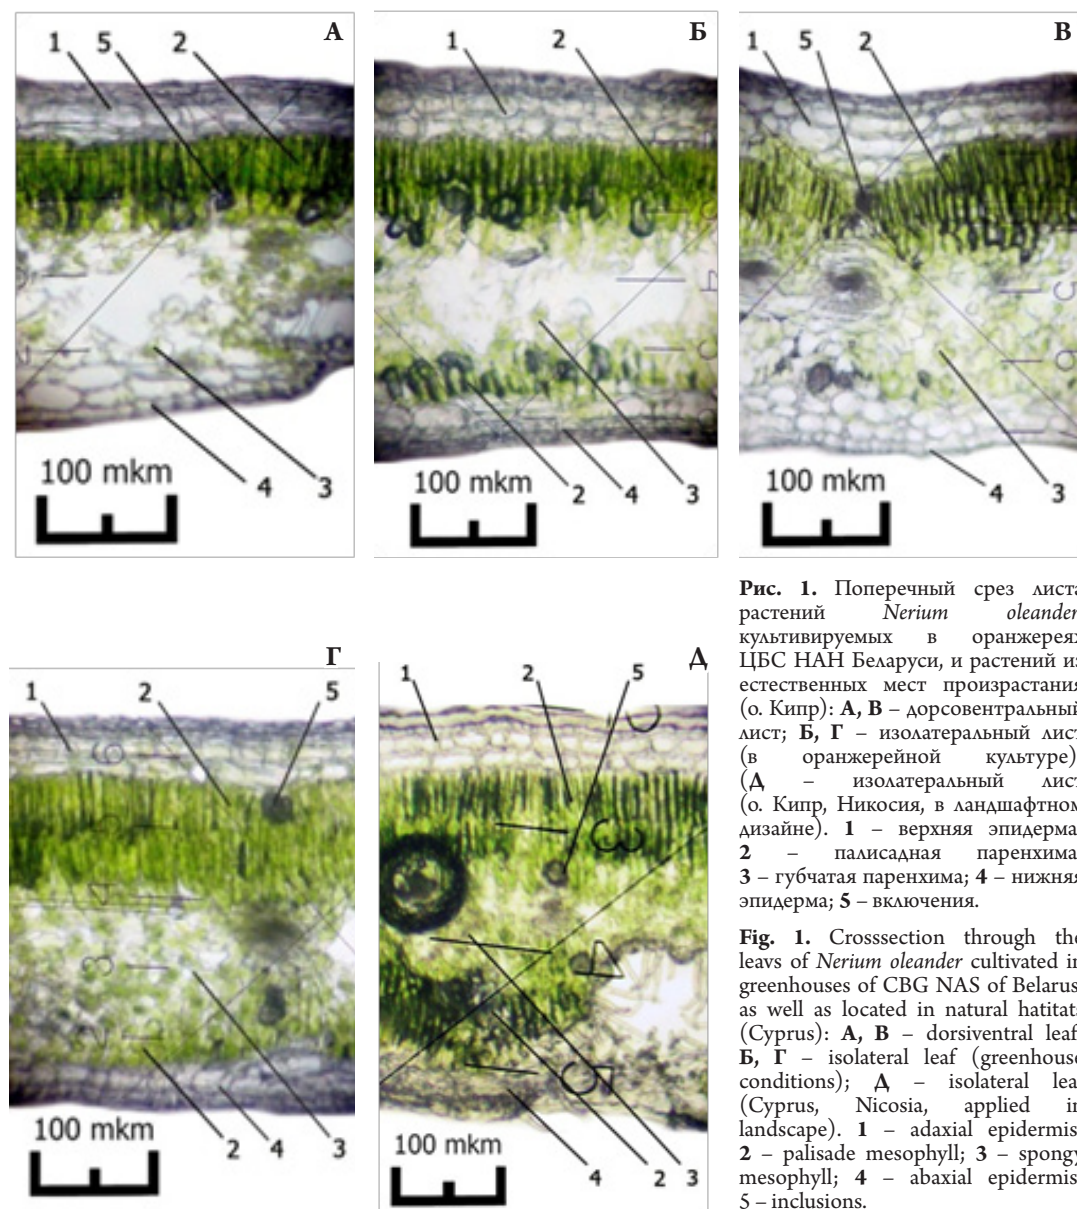 А
Б
В
1 5 2
1 2
1 5 2
100 mkm
4 3
100 mkm
2 4 3
100 mkm
4 3
Рис. 1. Поперечный срез листа
растений Nerium oleander,
культивируемых в оранжереях
ЦБС НАН Беларуси, и растений из
естественных мест произрастания
(о. Кипр): А, В – дорсовентральный
лист; Б, Г – изолатеральный лист
(в оранжерейной культуре)
(Д – изолатеральный лист
(о. Кипр, Никосия, в ландшафтном
дизайне). 1 – верхняя эпидерма
2 – палисадная паренхима
3 – губчатая паренхима; 4 – нижняя
эпидерма; 5 – включения.
Fig. 1. Crosssection through the
leavs of Nerium oleander cultivated in
greenhouses of CBG NAS of Belarus
as well as located in natural hatitat
(Cyprus): А, В – dorsiventral leaf
Б, Г – isolateral leaf (greenhouse
conditions); Д – isolateral leaf
(Cyprus, Nicosia, applied in
landscape). 1 – adaxial epidermis
2 – palisade mesophyll; 3 – spongy
mesophyll; 4 – abaxial epidermis
5 – inclusions.
Г
Д
1 2 5
1 2 5
100 mkm
2 4 3
100 mkm
4 2 3